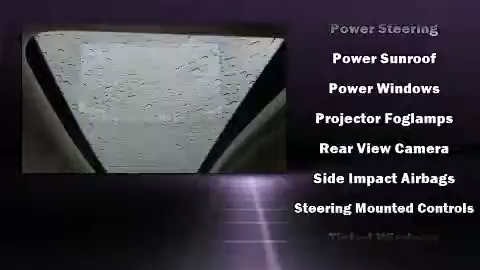 Power Steering
Power Sunroof
Power Windows
Projector Foglamps
Rear View Camera
Side Impact Airbags
Steering Mounted Controls